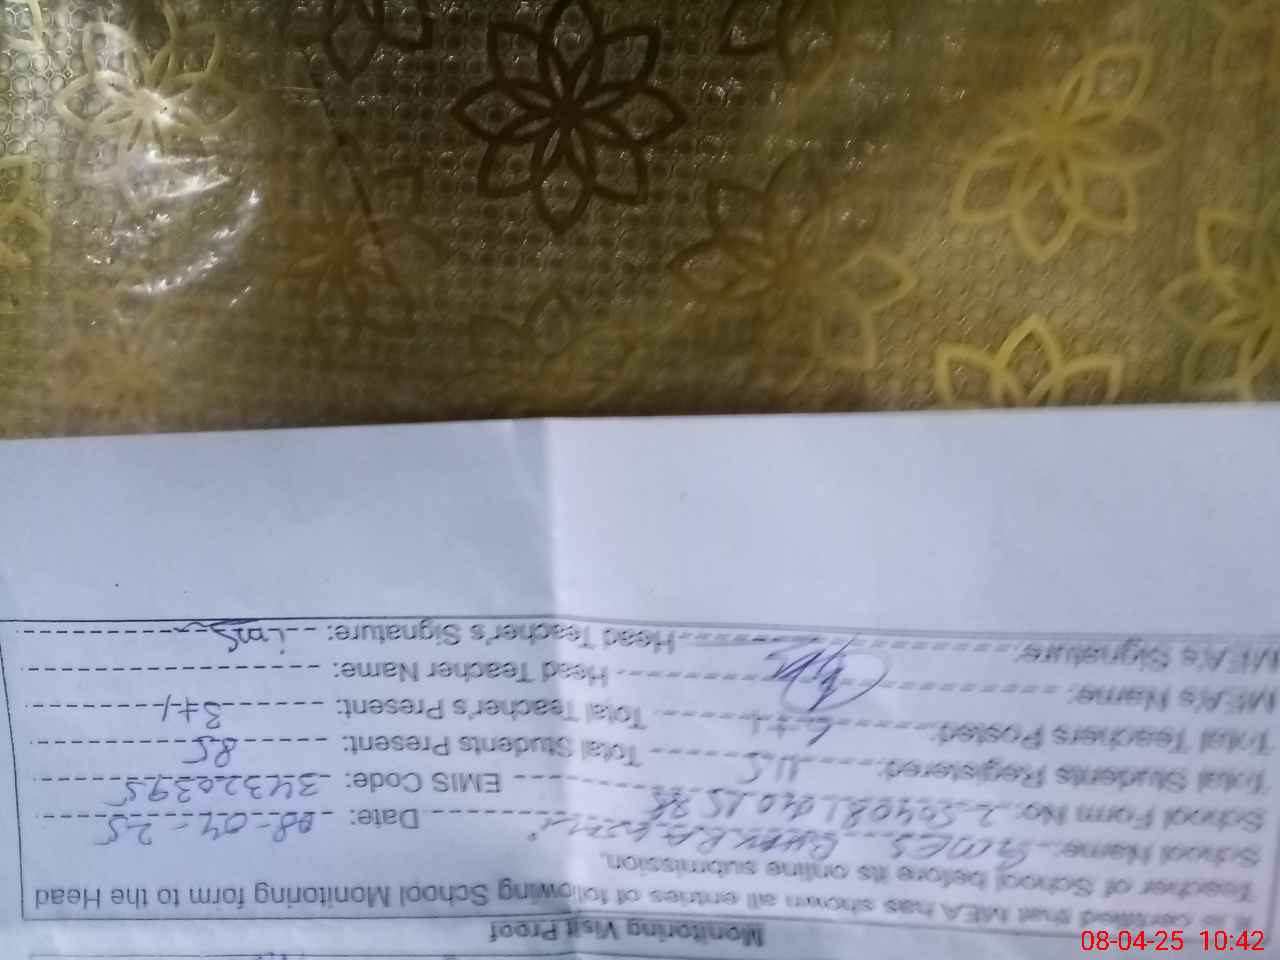 Monitoring Visit Proof
It is certified that MEA has shown all entries of following School Monitoring form to the Head
Teacher of School before its online submission.
School Name: GMES Date: 08-04-25
School Form No: EMIS Code: 34320395
Total Students Registered: 115 Total Students Present: 85
Total Teachers Posted: Total Teacher's Present: 3+1
MEA's Name: Head Teacher Name:
MEA's Signature: Head Teacher's Signature:
08-04-25 10:42